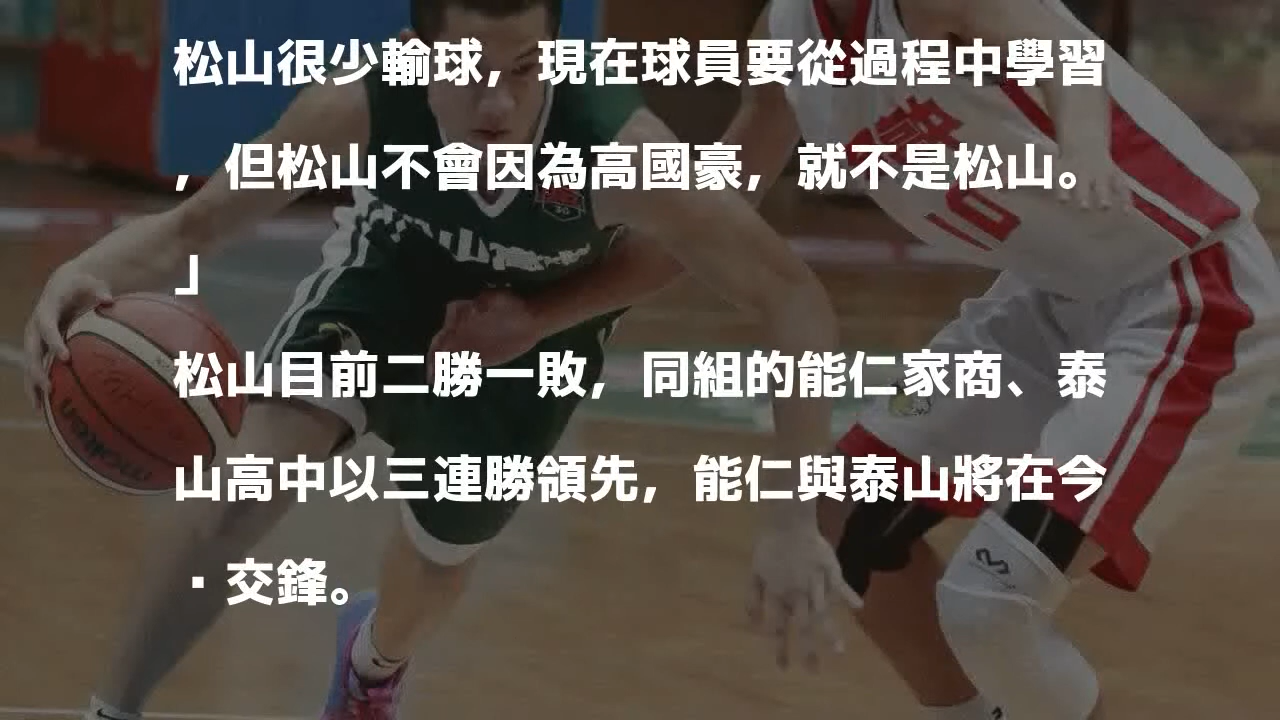 松山很少輸球，現在球員要從過程中學習
，但松山不會因為高國豪，就不是松山。
」
松山目前二勝一敗，同組的能仁家商、泰
山高中以三連勝領先，能仁與泰山將在今
·交鋒。
molten